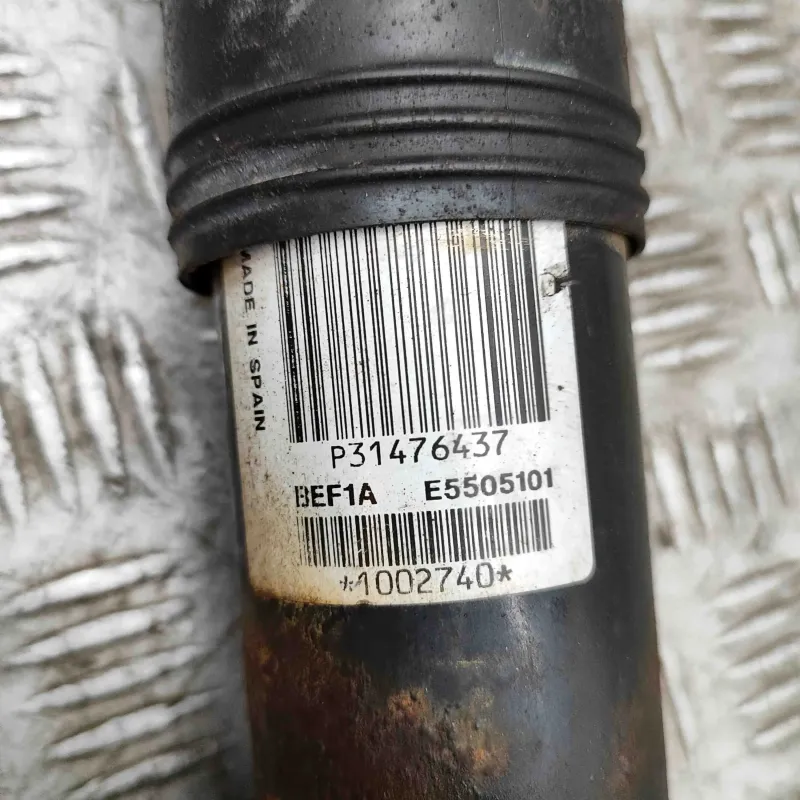 MADE IN SPAIN
P31476437
BEF1A E5505101
*1002740*